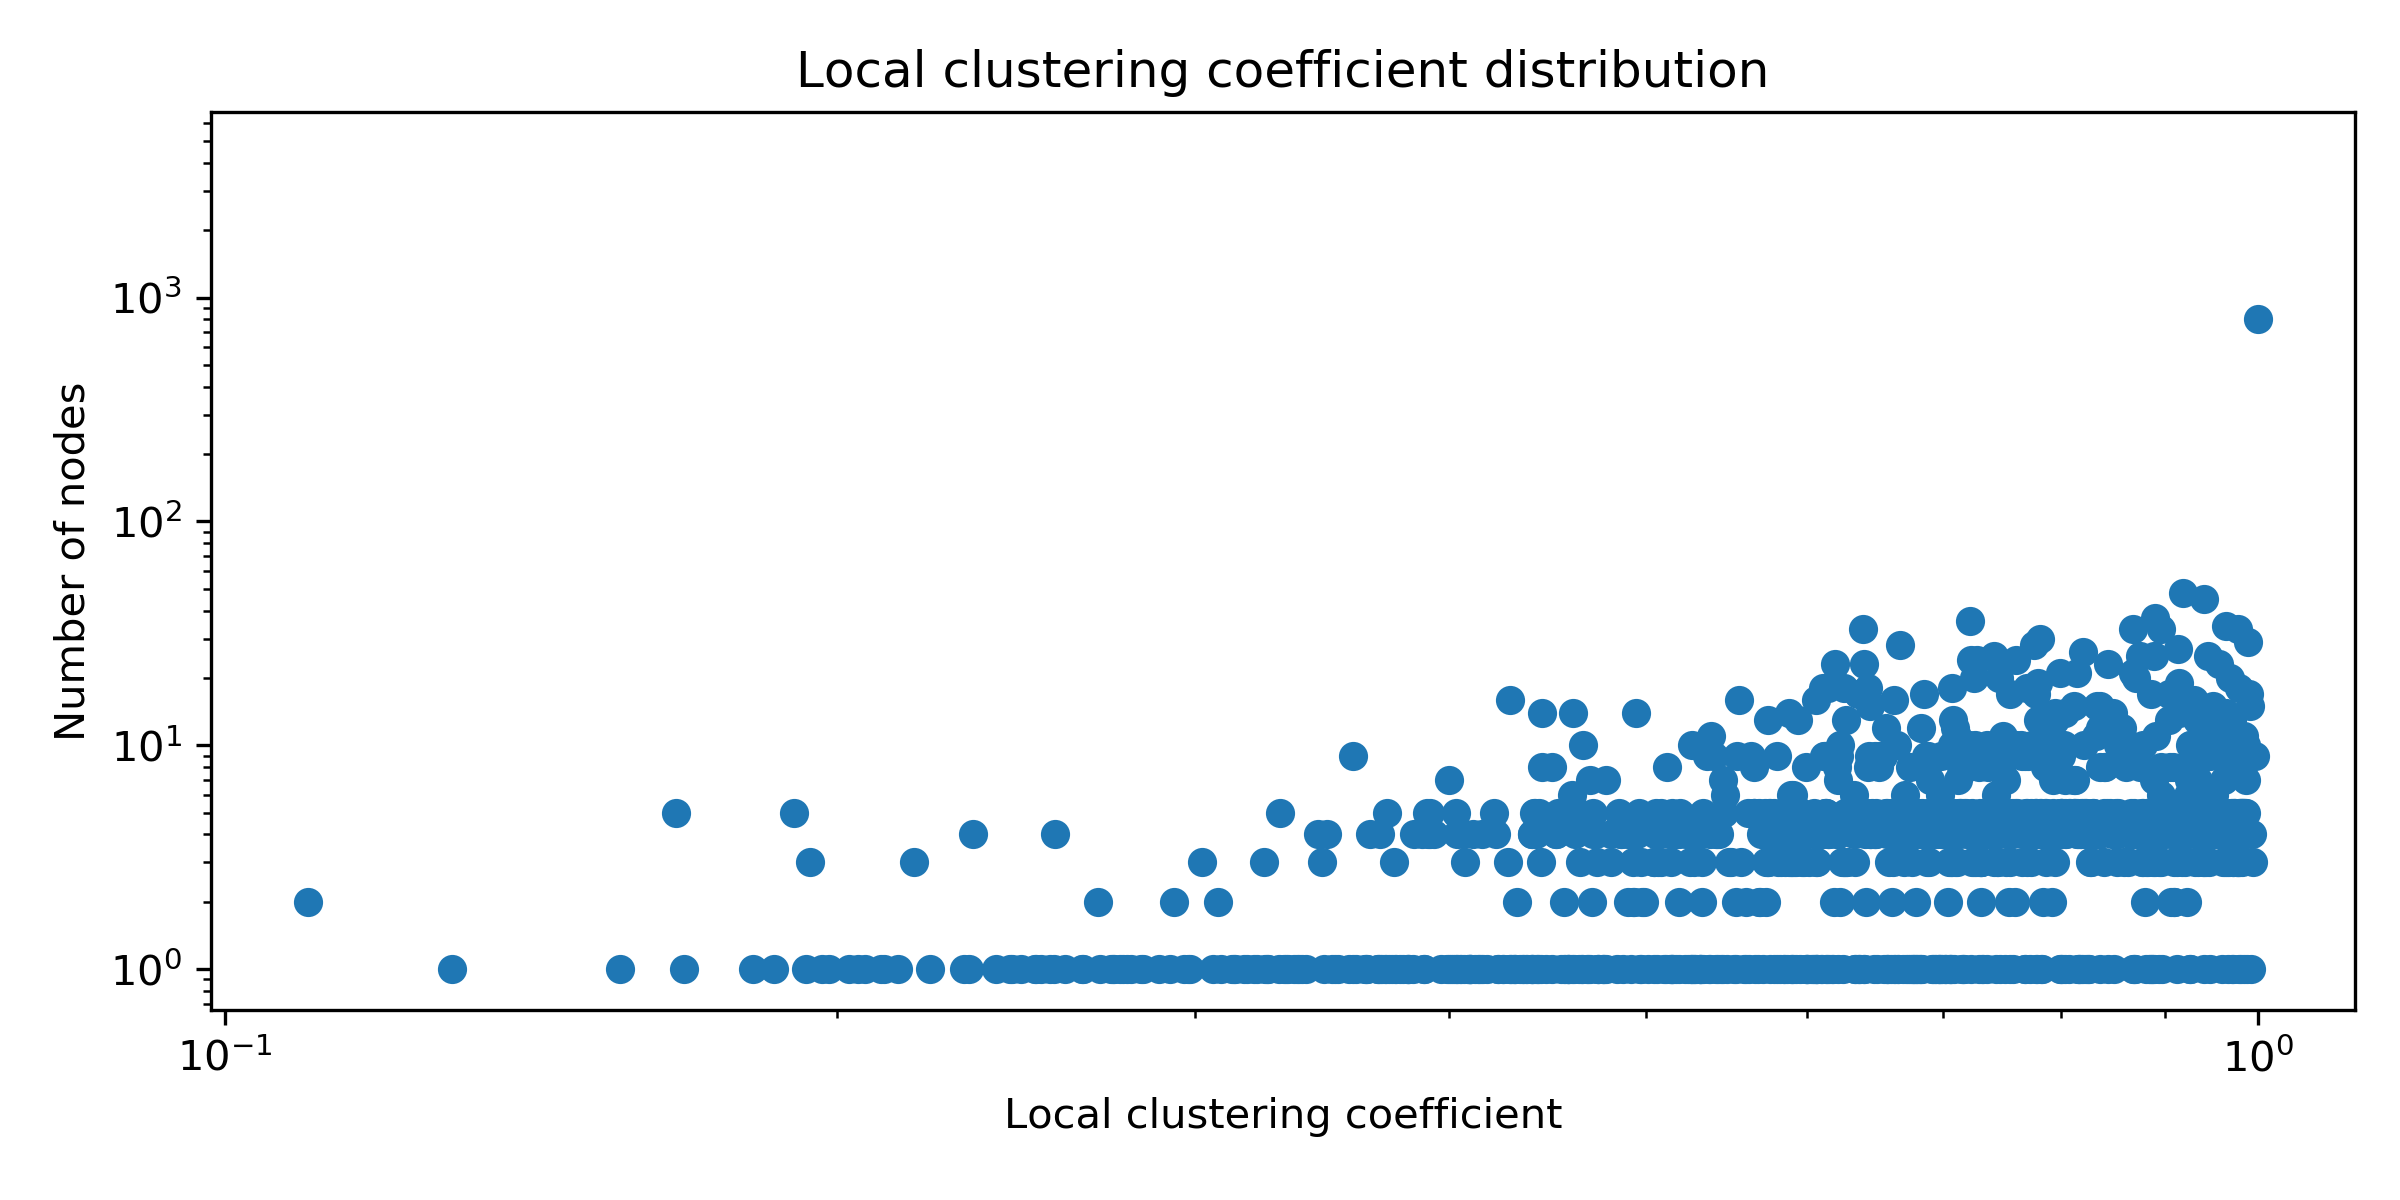 Local clustering coefficient distribution
Number of nodes
10³
10²
10¹
10⁰
10⁻¹
10⁰
Local clustering coefficient